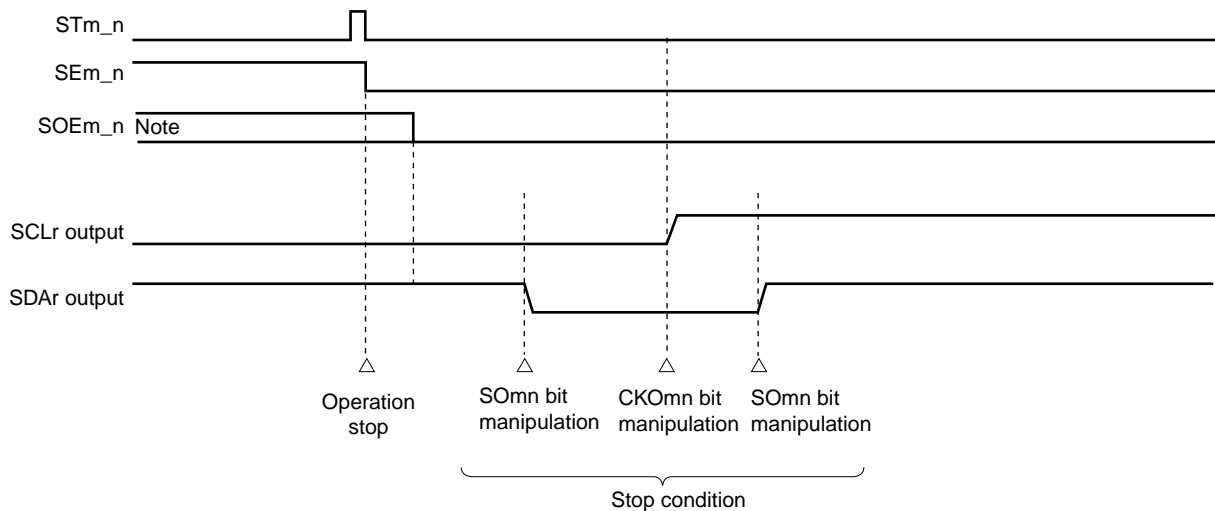 STm_n
SEm_n
SOEm_n Note
SCLr output
SDAr output
Operation
stop
SOmn bit
manipulation
CKOmn bit
manipulation
SOmn bit
manipulation
Stop condition